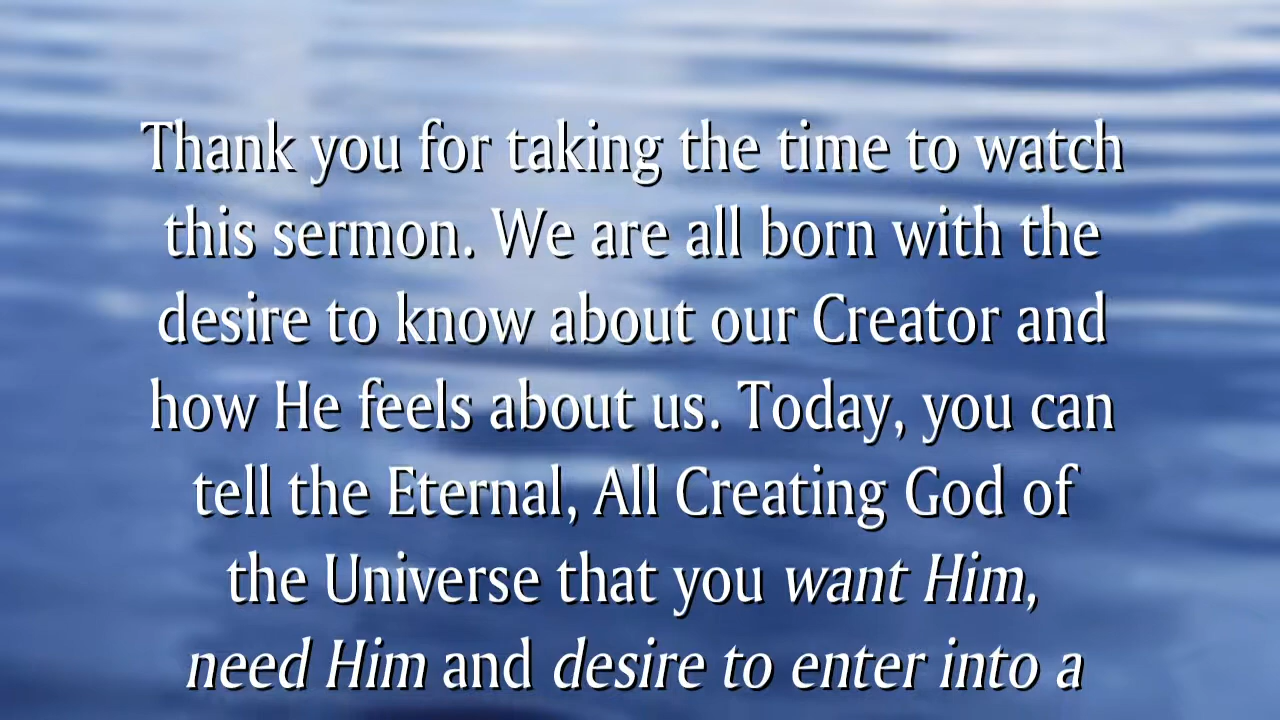 Thank you for taking the time to watch
this sermon. We are all born with the
desire to know about our Creator and
how He feels about us. Today, you can
tell the Eternal, All Creating God of
the Universe that you want Him,
need Him and desire to enter into a